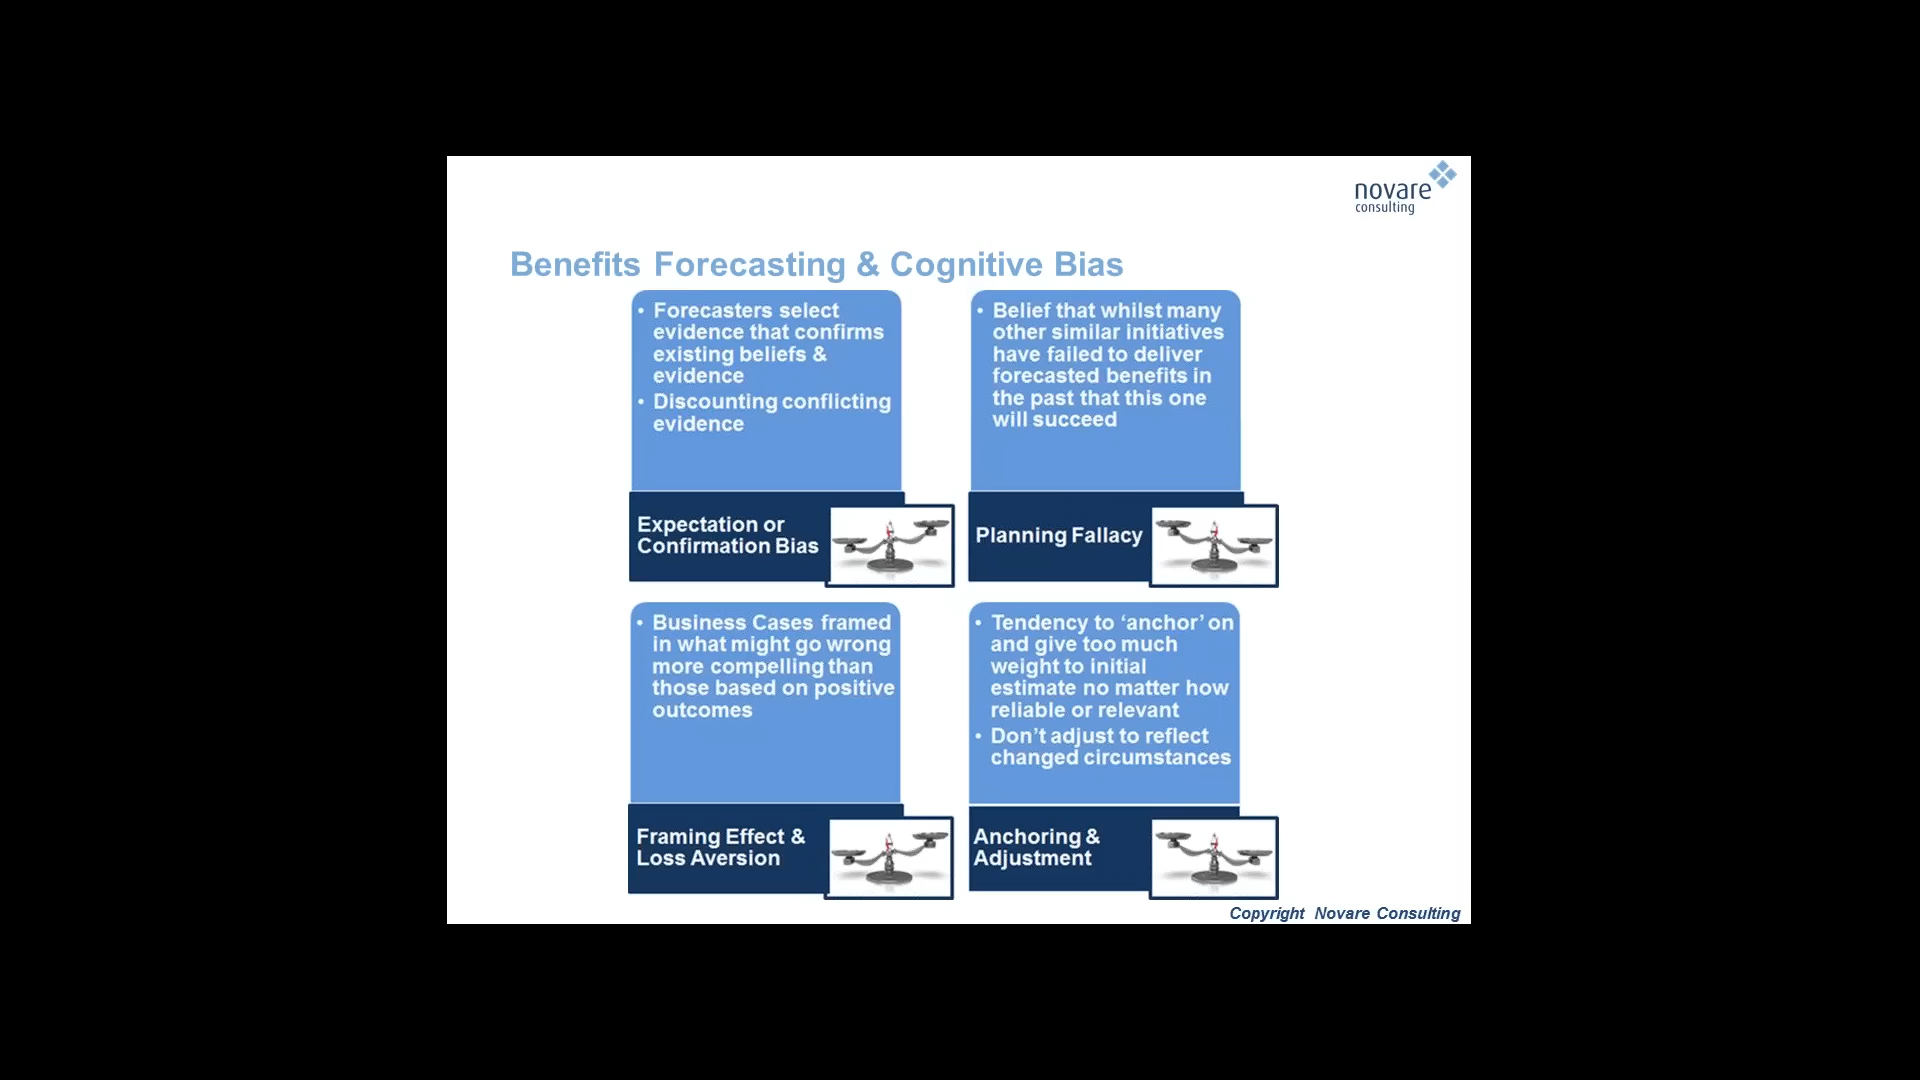 novare
consulting
Benefits Forecasting & Cognitive Bias
• Forecasters select
evidence that confirms
existing beliefs &
evidence
• Discounting conflicting
evidence
Expectation or
Confirmation Bias
• Belief that whilst many
other similar initiatives
have failed to deliver
forecasted benefits in
the past that this one
will succeed
Planning Fallacy
• Business Cases framed
in what might go wrong
more compelling than
those based on positive
outcomes
Framing Effect &
Loss Aversion
• Tendency to ‘anchor’ on
and give too much
weight to initial
estimate no matter how
reliable or relevant
• Don’t adjust to reflect
changed circumstances
Anchoring &
Adjustment
Copyright Novare Consulting